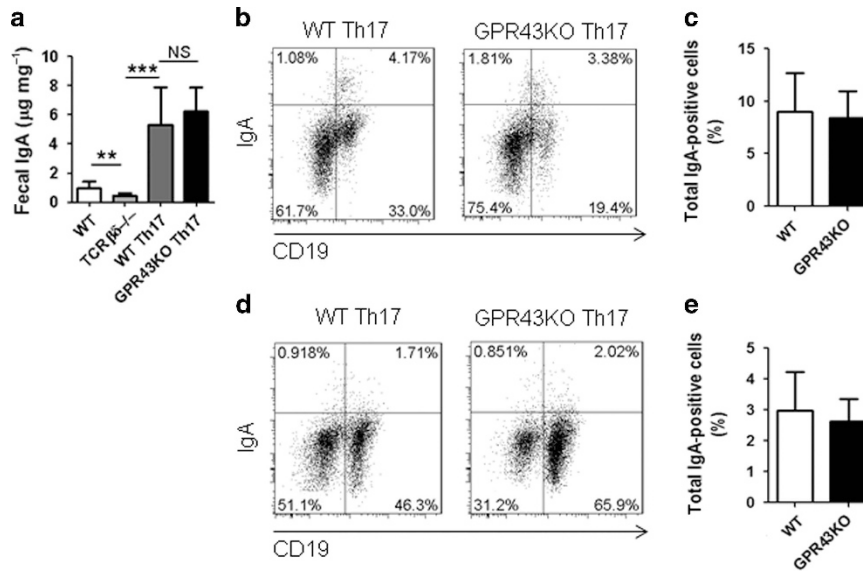 a
Fecal IgA (µg mg⁻¹)
10
8
6
4
2
0
**
***
NS
WT
TCRβδ−/−
WT Th17
GPR43KO Th17
b
WT Th17
GPR43KO Th17
IgA
1.08%
4.17%
61.7%
33.0%
1.81%
3.38%
75.4%
19.4%
CD19
c
Total IgA-positive cells
(%)
15
10
5
0
WT
GPR43KO
d
WT Th17
GPR43KO Th17
IgA
0.918%
1.71%
51.1%
46.3%
0.851%
2.02%
31.2%
65.9%
CD19
e
Total IgA-positive cells
(%)
5
4
3
2
1
0
WT
GPR43KO